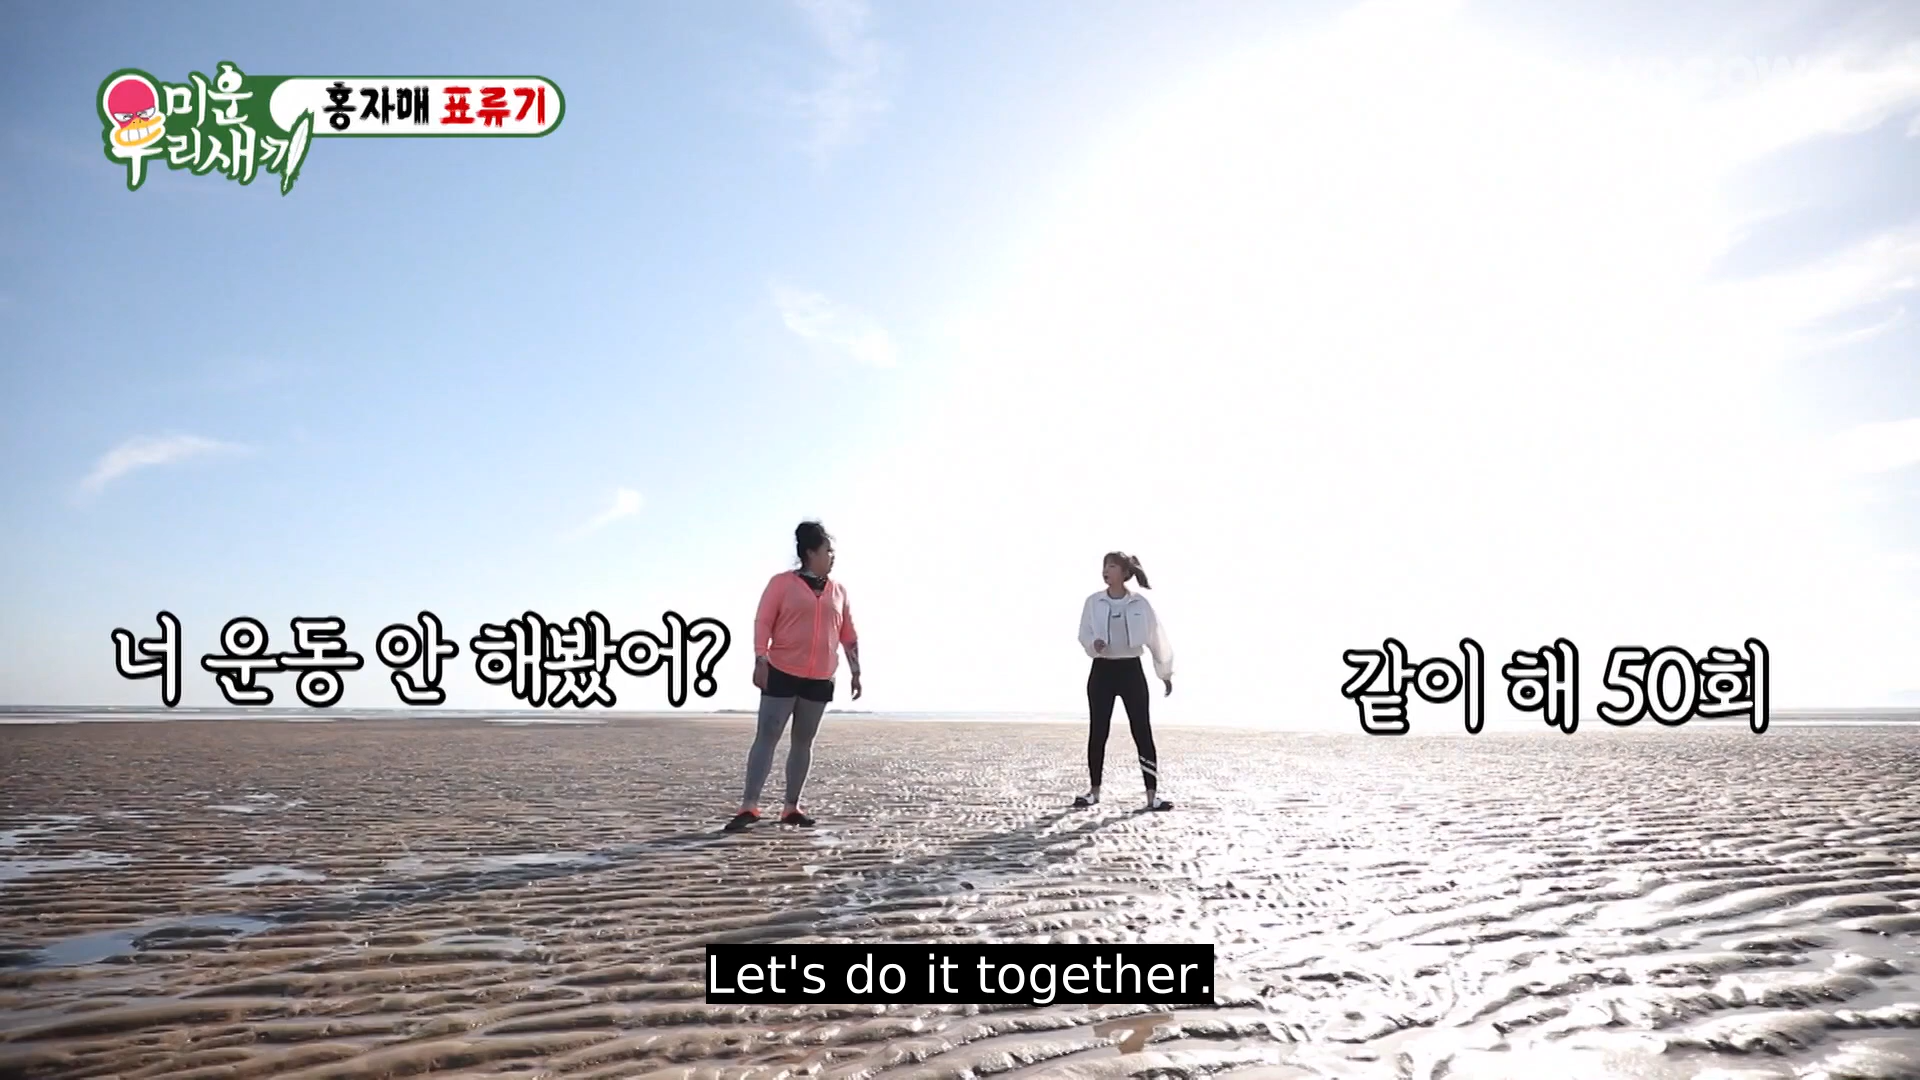 미운
우리새끼
홍자매 표류기
너 운동 안 해봤어?
같이 해 50회
Let's do it together.